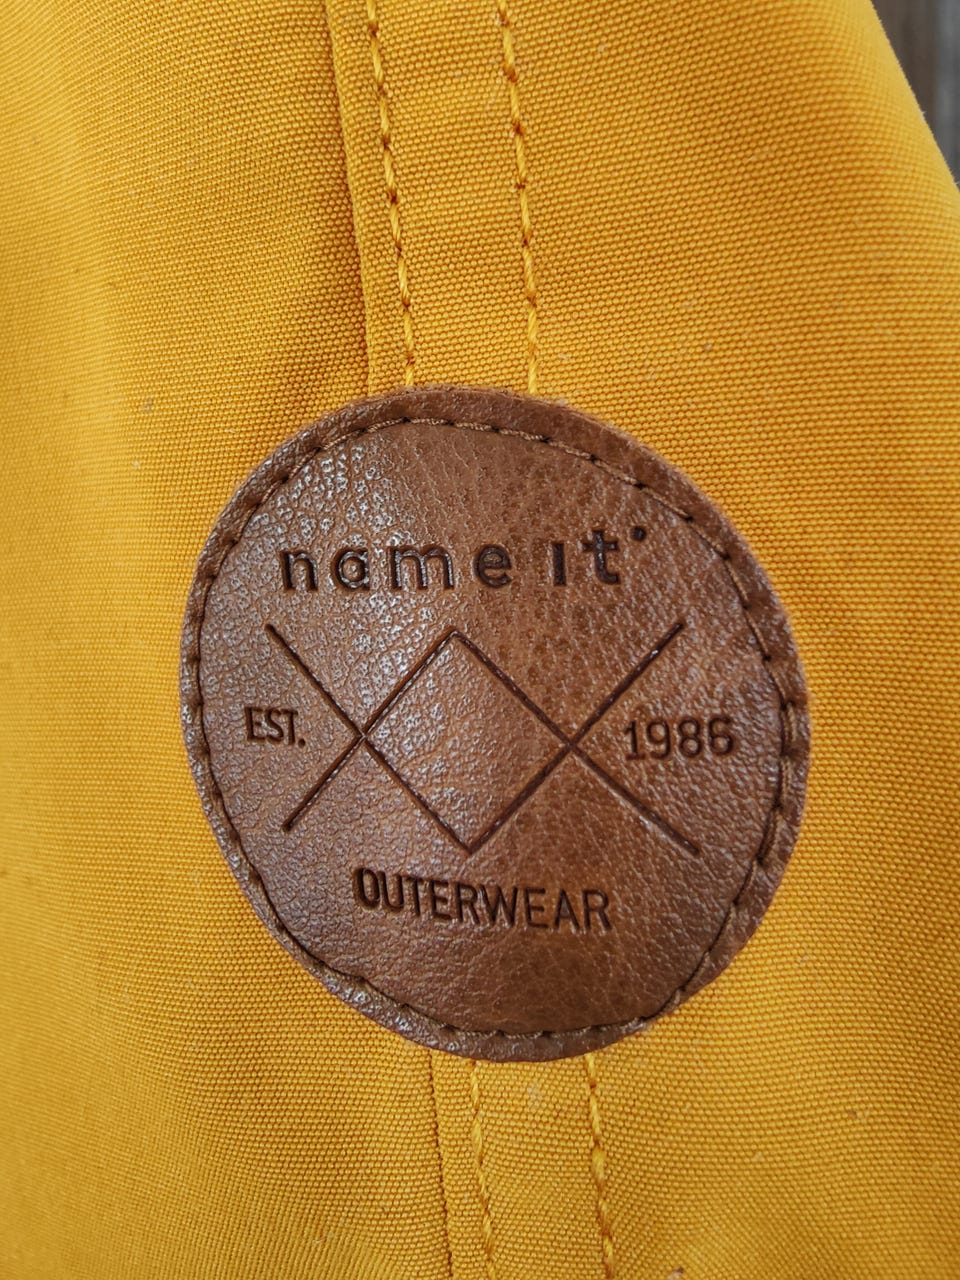 name it°
EST. 1986
OUTERWEAR